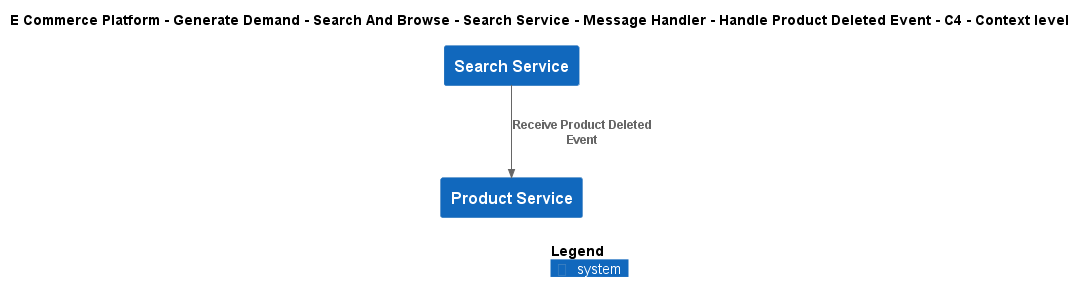 E Commerce Platform - Generate Demand - Search And Browse - Search Service - Message Handler - Handle Product Deleted Event - C4 - Context level
Search Service
Receive Product Deleted
Event
Product Service
Legend
system